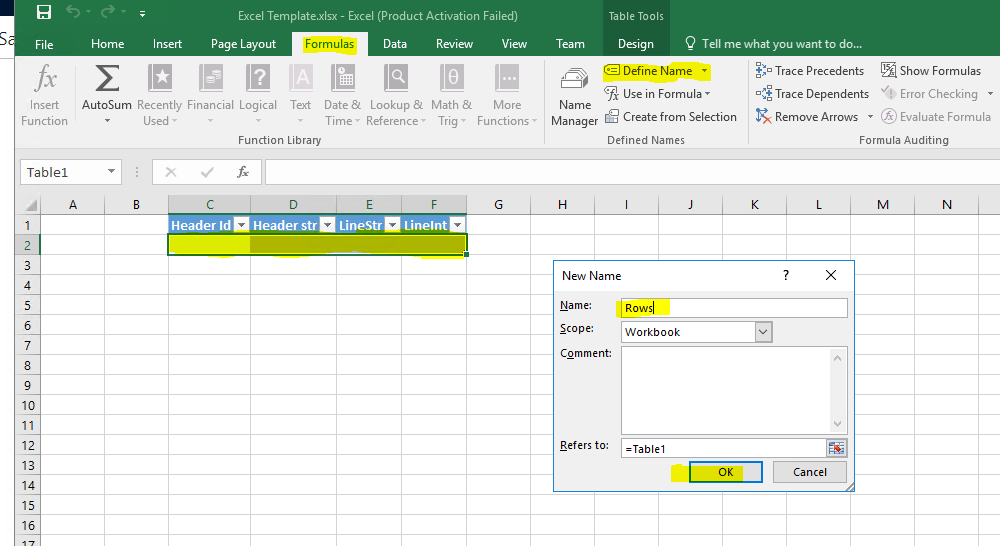 Excel Template.xlsx - Excel (Product Activation Failed)
Table Tools
File Home Insert Page Layout Formulas Data Review View Team Design Tell me what you want to do...
fx Insert Function
Σ AutoSum
Recently Used
Financial
Logical
Text
Date & Time
Lookup & Reference
Math & Trig
More Functions
Function Library
Name Manager
Define Name
Use in Formula
Create from Selection
Defined Names
Trace Precedents
Trace Dependents
Remove Arrows
Show Formulas
Error Checking
Evaluate Formula
Formula Auditing
Table1 fx
A B C D E F G H I J K L M N
1 Header Id Header str LineStr LineInt
2
3
4
5
6
7
8
9
10
11
12
13
14
15
16
17
New Name ?
Name: Rows
Scope: Workbook
Comment:
Refers to: =Table1
OK Cancel